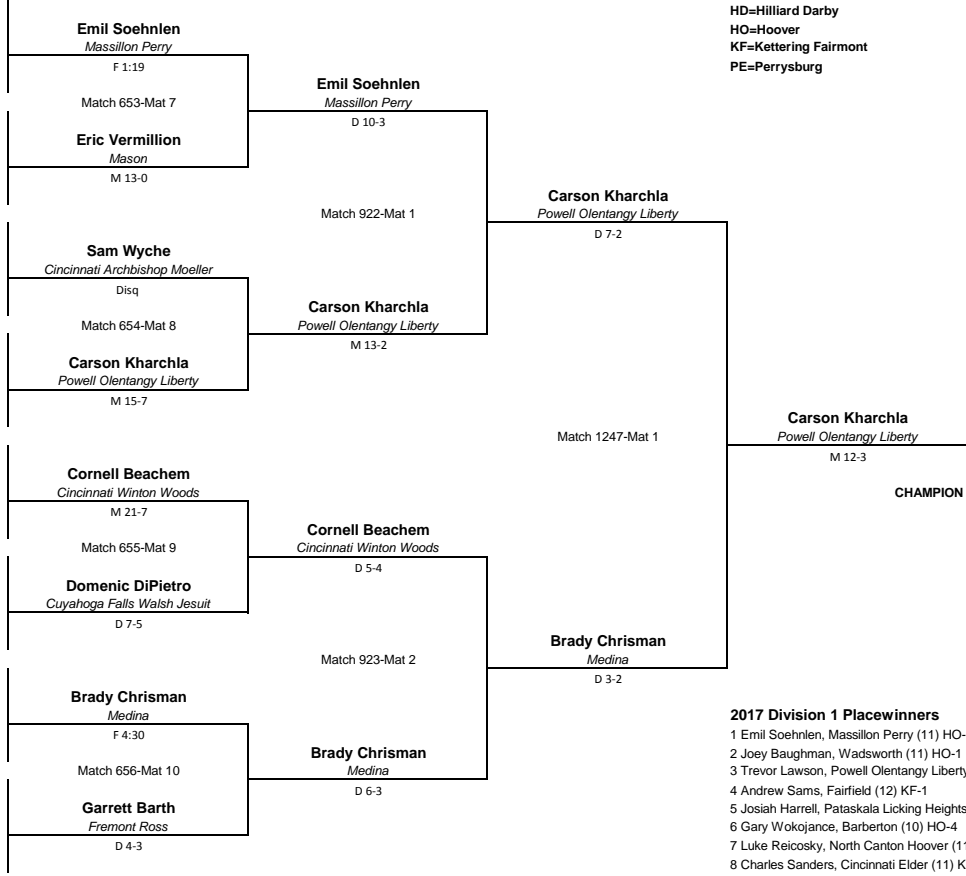 HD=Hilliard Darby
HO=Hoover
KF=Kettering Fairmont
PE=Perrysburg
Emil Soehnlen
Massillon Perry
F 1:19
Match 653-Mat 7
Eric Vermillion
Mason
M 13-0
Emil Soehnlen
Massillon Perry
D 10-3
Match 922-Mat 1
Sam Wyche
Cincinnati Archbishop Moeller
Disq
Match 654-Mat 8
Carson Kharchla
Powell Olentangy Liberty
M 15-7
Carson Kharchla
Powell Olentangy Liberty
M 13-2
Carson Kharchla
Powell Olentangy Liberty
D 7-2
Match 1247-Mat 1
Carson Kharchla
Powell Olentangy Liberty
M 12-3
CHAMPION
Cornell Beachem
Cincinnati Winton Woods
M 21-7
Match 655-Mat 9
Domenic DiPietro
Cuyahoga Falls Walsh Jesuit
D 7-5
Cornell Beachem
Cincinnati Winton Woods
D 5-4
Match 923-Mat 2
Brady Chrisman
Medina
D 3-2
Brady Chrisman
Medina
F 4:30
Match 656-Mat 10
Garrett Barth
Fremont Ross
D 4-3
Brady Chrisman
Medina
D 6-3
2017 Division 1 Placewinners
1 Emil Soehnlen, Massillon Perry (11) HO-
2 Joey Baughman, Wadsworth (11) HO-1
3 Trevor Lawson, Powell Olentangy Liberty
4 Andrew Sams, Fairfield (12) KF-1
5 Josiah Harrell, Pataskala Licking Heights
6 Gary Wokojance, Barberton (10) HO-4
7 Luke Reicosky, North Canton Hoover (11
8 Charles Sanders, Cincinnati Elder (11) K